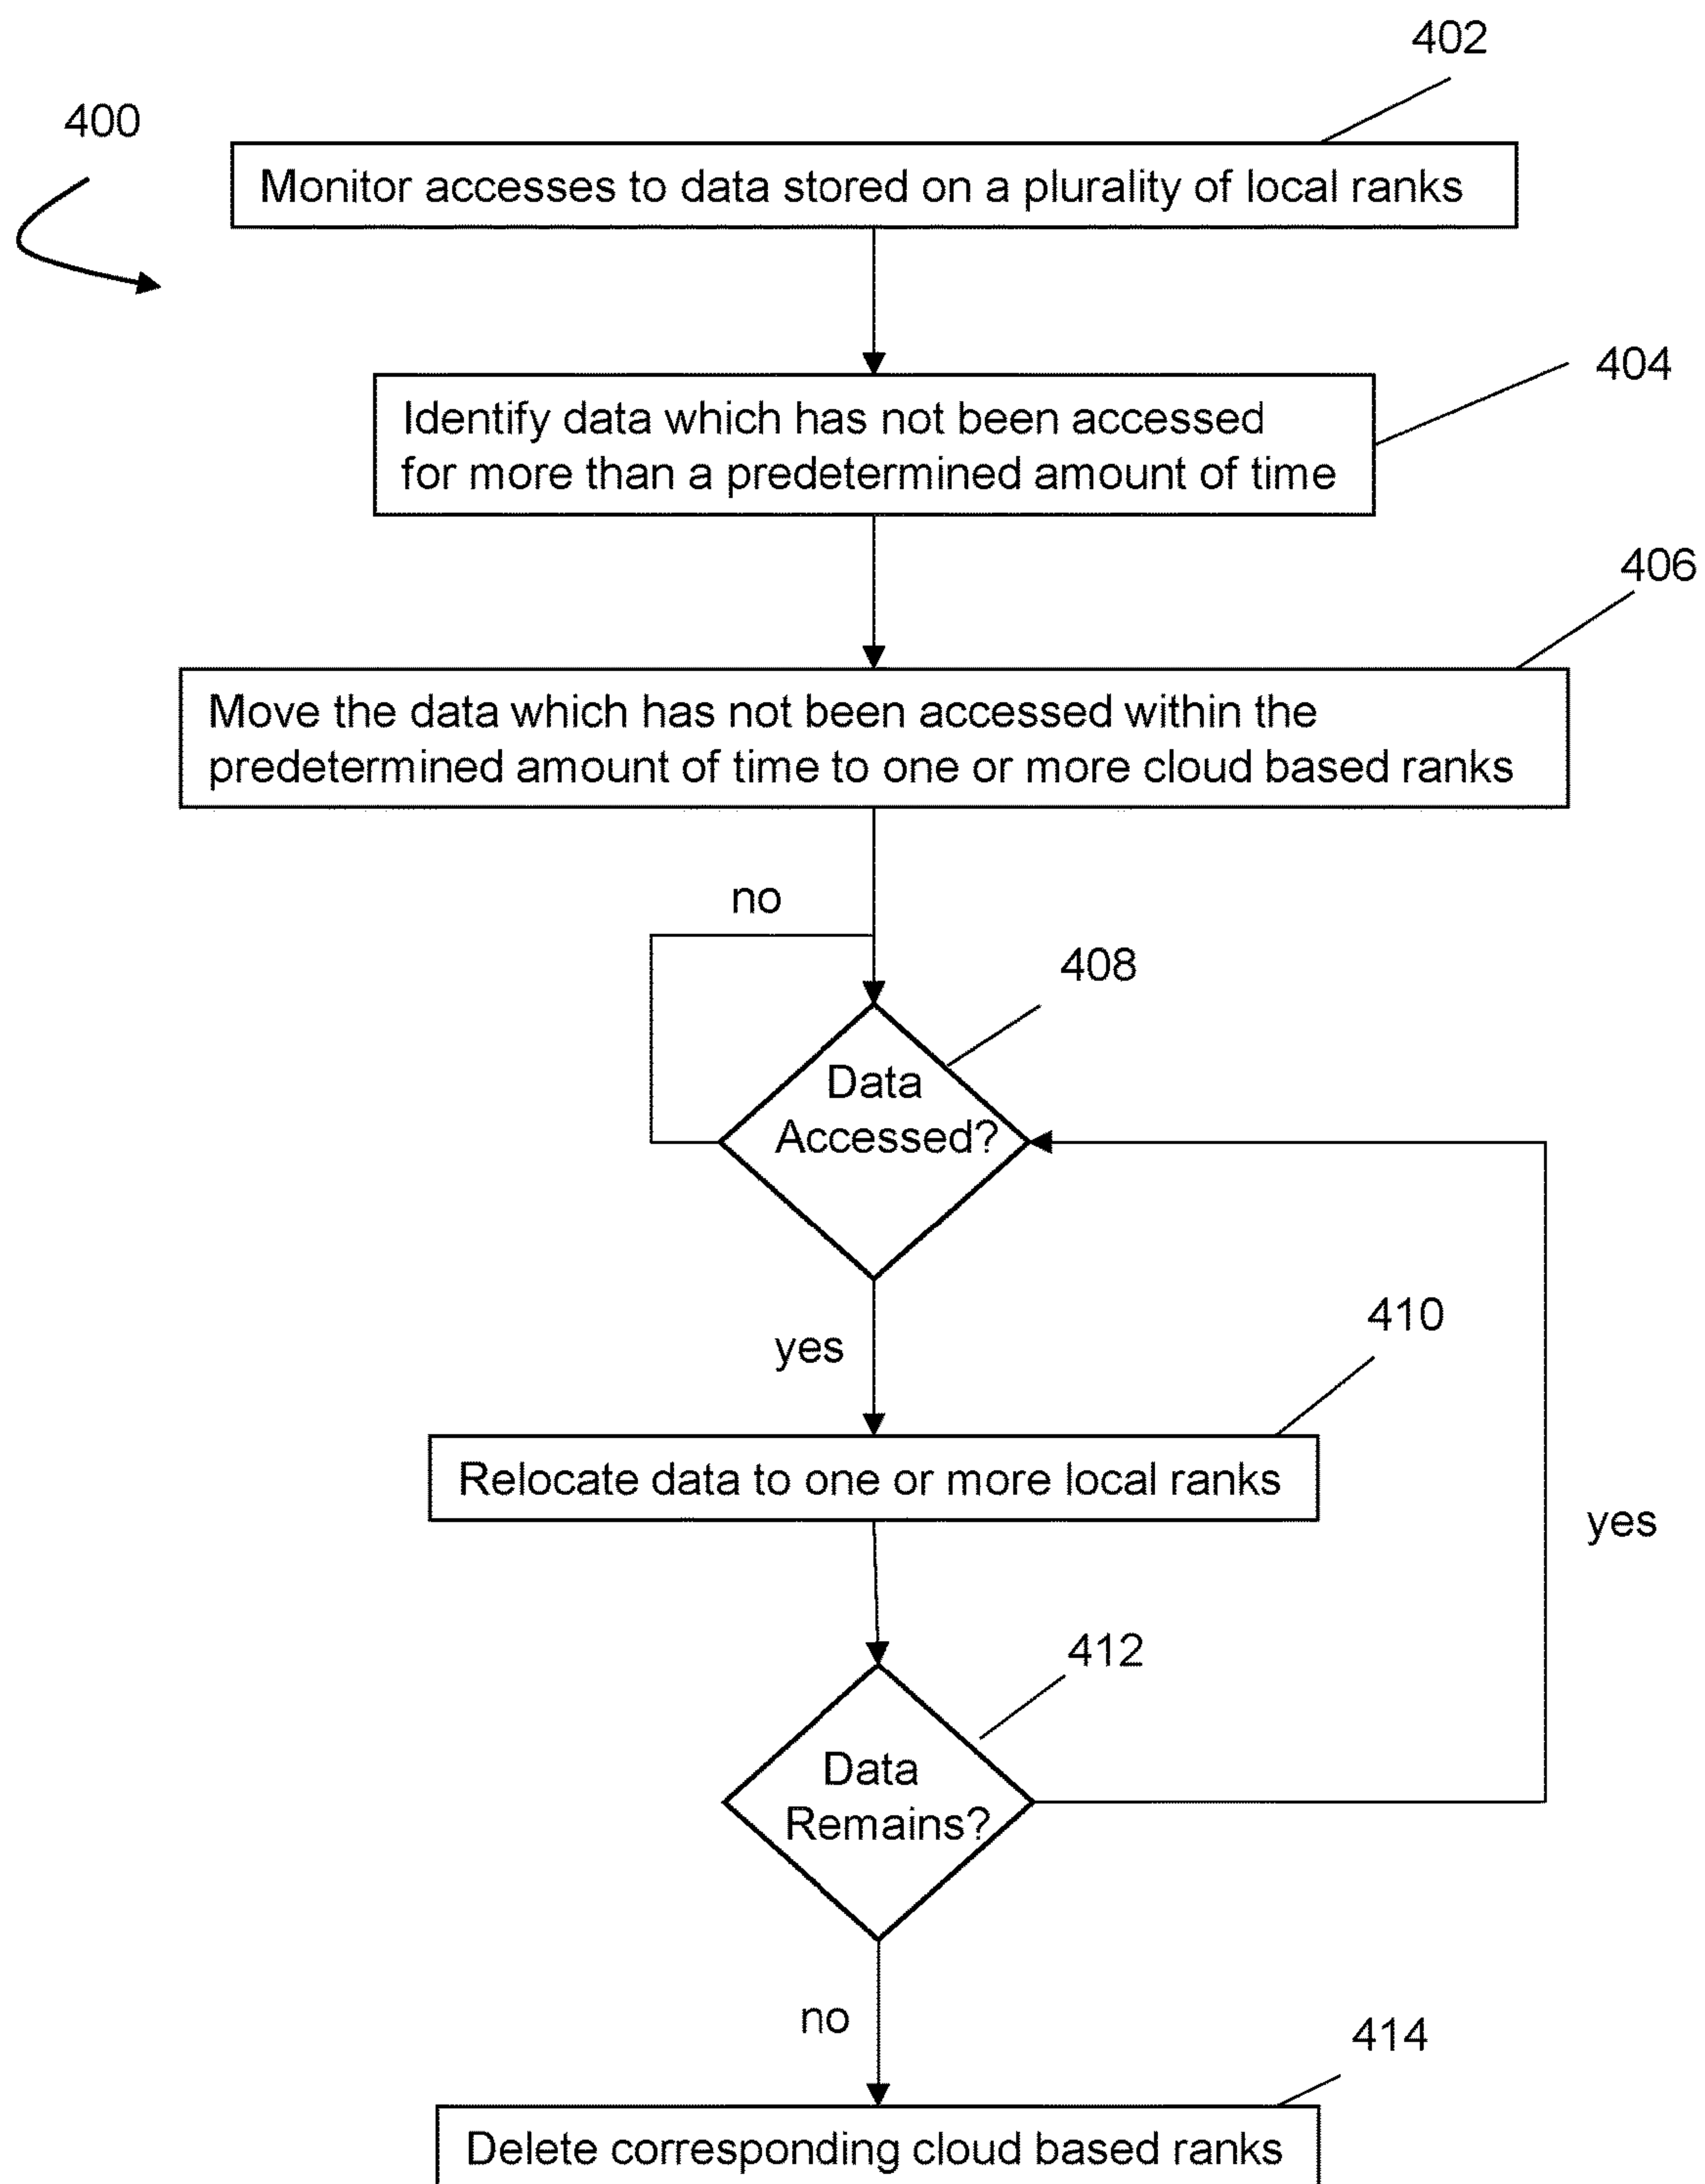 402
400
Monitor accesses to data stored on a plurality of local ranks
404
Identify data which has not been accessed
for more than a predetermined amount of time
406
Move the data which has not been accessed within the
predetermined amount of time to one or more cloud based ranks
no
408
Data
Accessed?
yes
410
Relocate data to one or more local ranks
yes
412
Data
Remains?
no
414
Delete corresponding cloud based ranks